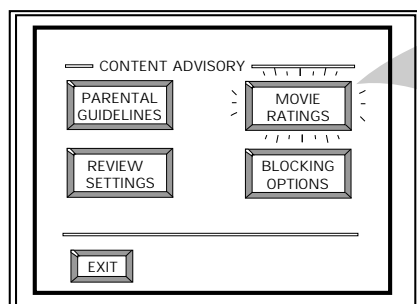 CONTENT ADVISORY
PARENTAL
GUIDELINES
MOVIE
RATINGS
REVIEW
SETTINGS
BLOCKING
OPTIONS
EXIT